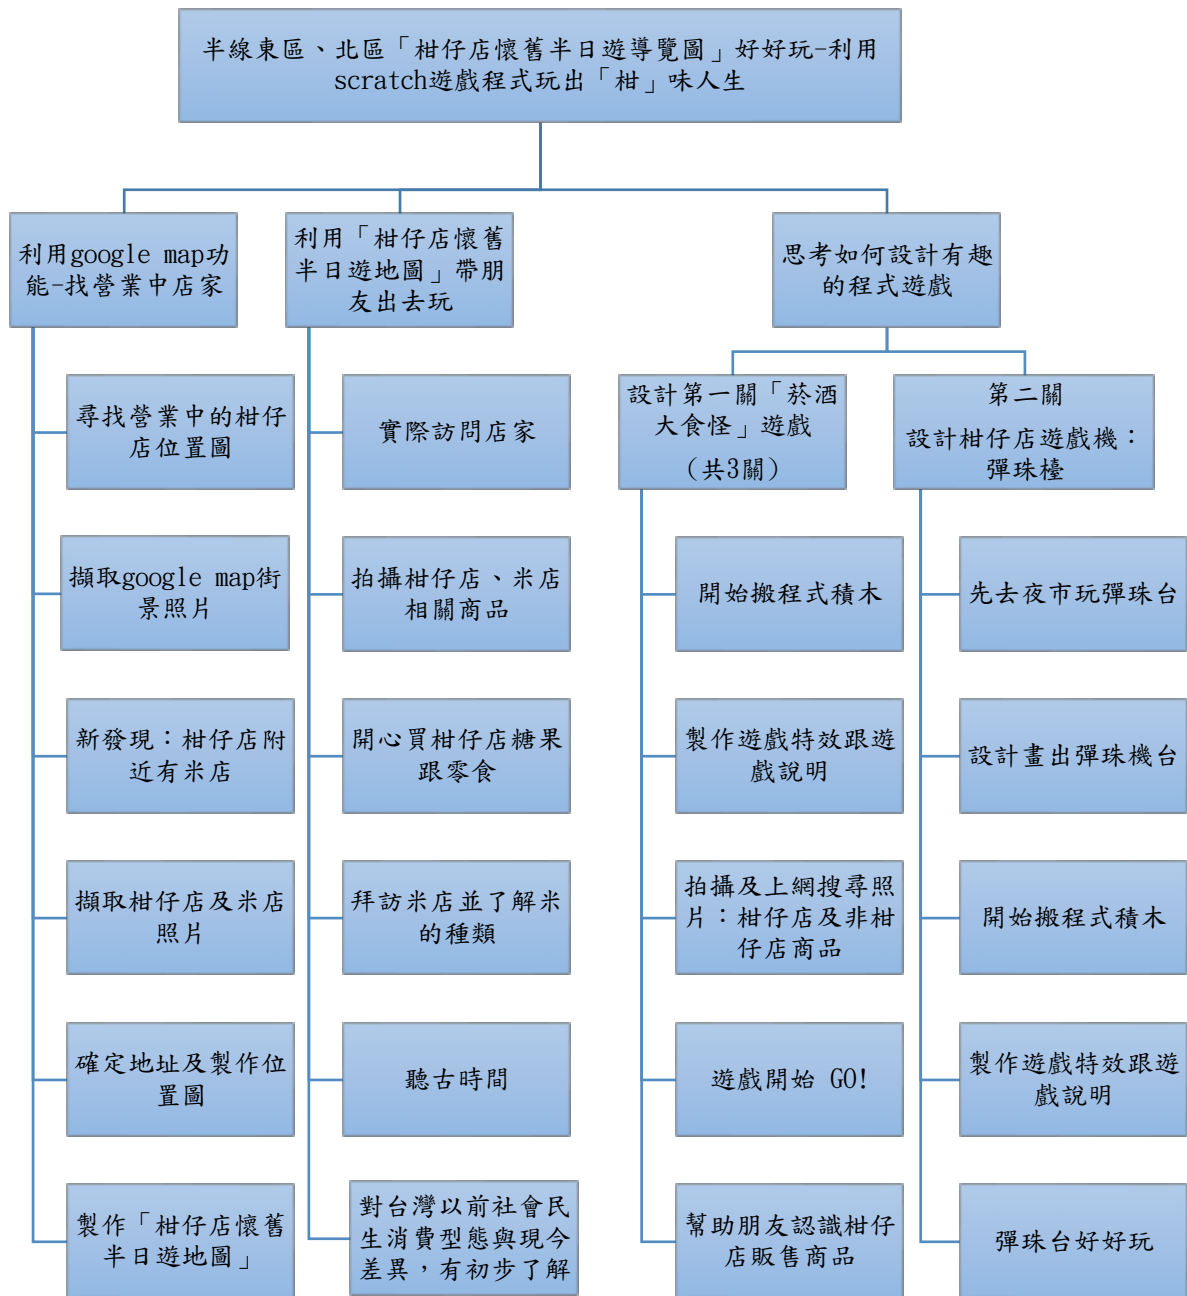 半線東區、北區「柑仔店懷舊半日遊導覽圖」好好玩-利用
scratch遊戲程式玩出「柑」味人生
利用google map功
能-找營業中店家
尋找營業中的柑仔
店位置圖
擷取google map街
景照片
新發現：柑仔店附
近有米店
擷取柑仔店及米店
照片
確定地址及製作位
置圖
製作「柑仔店懷舊
半日遊地圖」
利用「柑仔店懷舊
半日遊地圖」帶朋
友出去玩
實際訪問店家
拍攝柑仔店、米店
相關商品
開心買柑仔店糖果
跟零食
拜訪米店並了解米
的種類
聽古時間
對台灣以前社會民
生消費型態與現今
差異，有初步了解
思考如何設計有趣
的程式遊戲
設計第一關「菸酒
大食怪」遊戲
（共3關）
開始搬程式積木
製作遊戲特效跟遊
戲說明
拍攝及上網搜尋照
片：柑仔店及非柑
仔店商品
遊戲開始 GO!
幫助朋友認識柑仔
店販售商品
第二關
設計柑仔店遊戲機：
彈珠檯
先去夜市玩彈珠台
設計畫出彈珠機台
開始搬程式積木
製作遊戲特效跟遊
戲說明
彈珠台好好玩